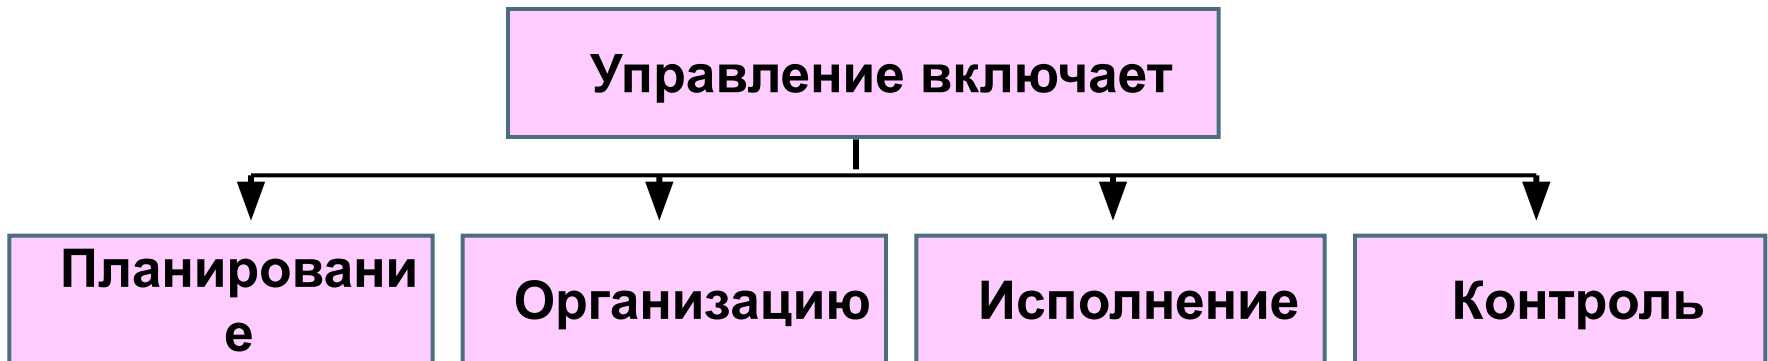 Управление включает
Планировани
е
Организацию
Исполнение
Контроль